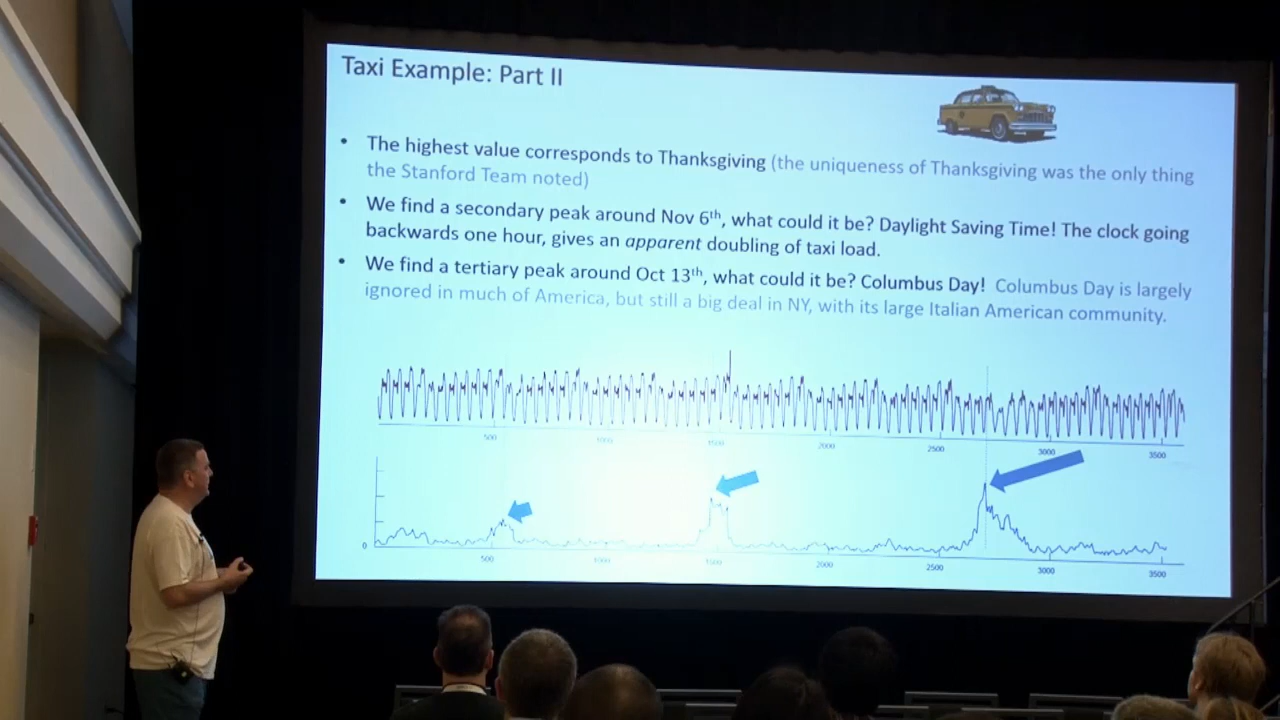 Taxi Example: Part II
• The highest value corresponds to Thanksgiving (the uniqueness of Thanksgiving was the only thing
the Stanford Team noted)
• We find a secondary peak around Nov 6th, what could it be? Daylight Saving Time! The clock going
backwards one hour, gives an apparent doubling of taxi load.
• We find a tertiary peak around Oct 13th, what could it be? Columbus Day! Columbus Day is largely
ignored in much of America, but still a big deal in NY, with its large Italian American community.
500 1000 1500 2000 2500 3000 3500
0
500 1000 1500 2000 2500 3000 3500